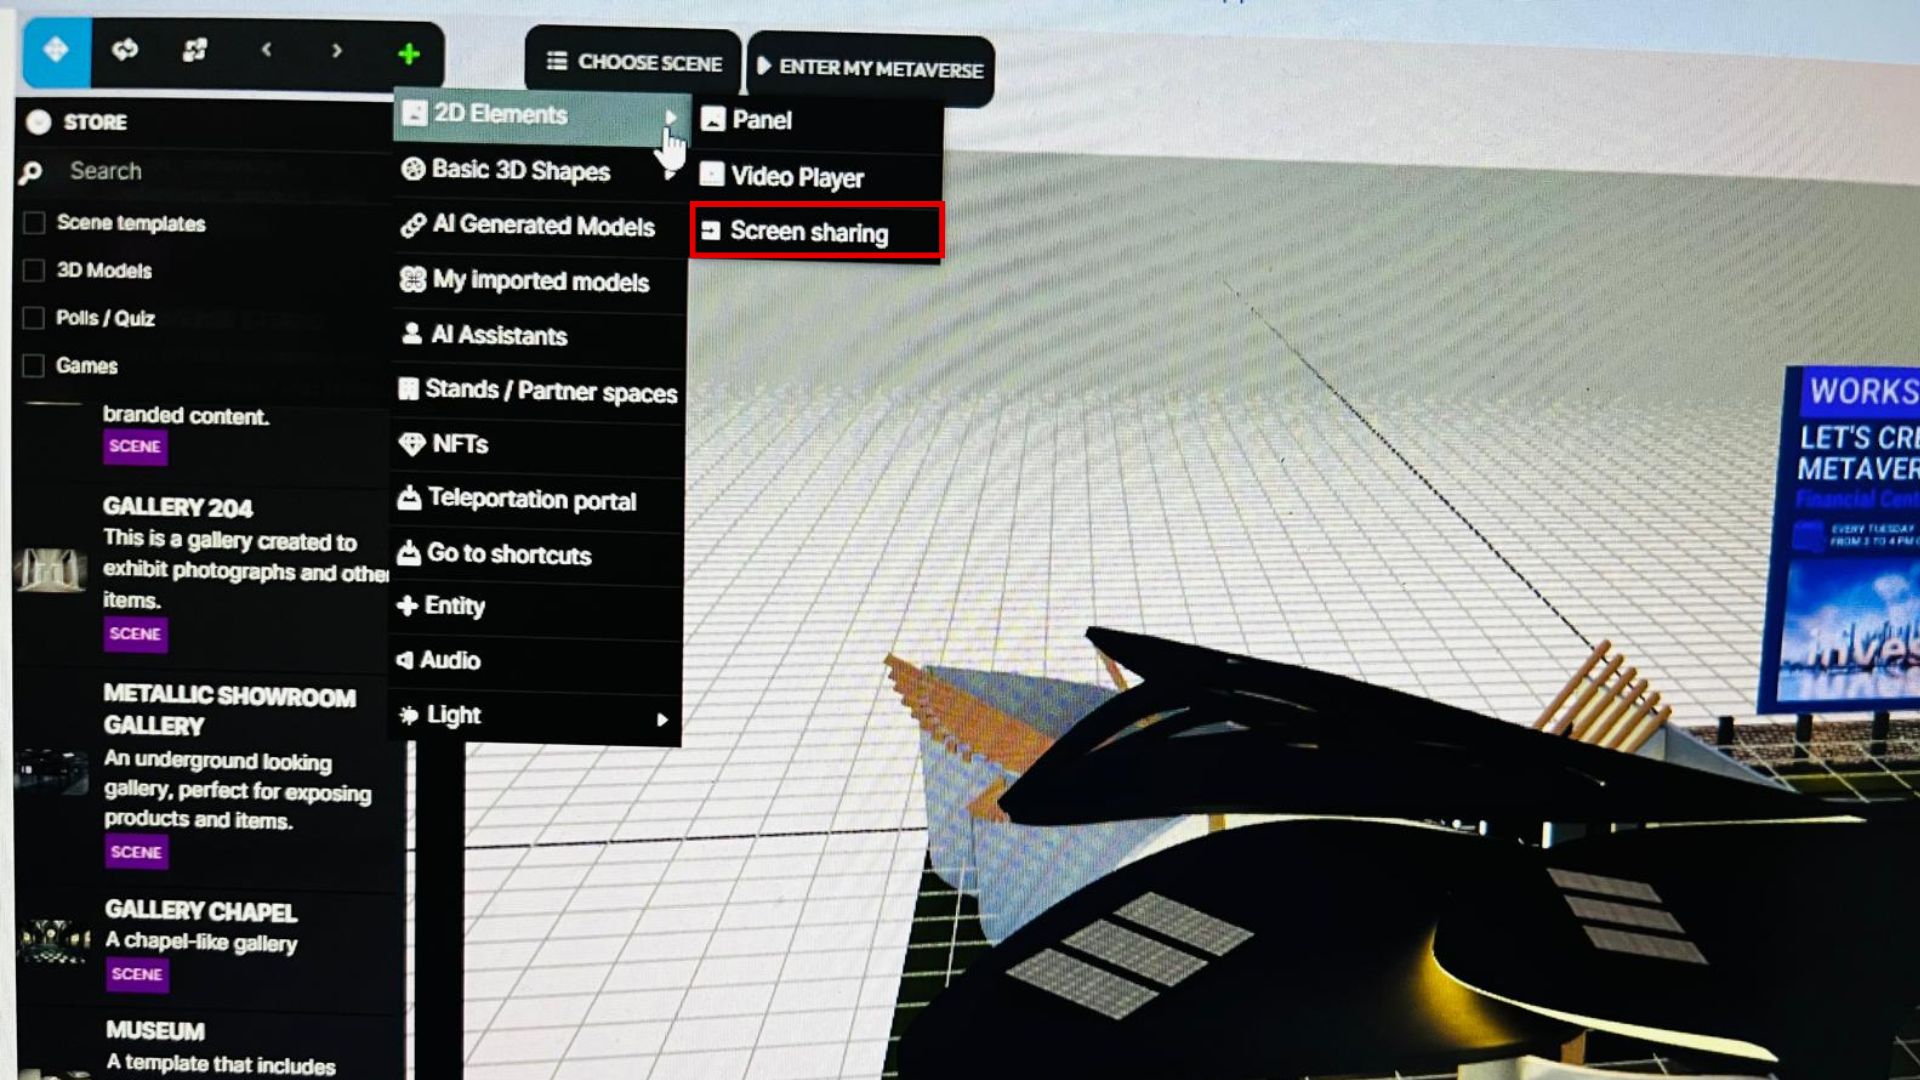 CHOOSE SCENE
ENTER MY METAVERSE
STORE
Search
Scene templates
3D Models
Polls / Quiz
Games
branded content.
SCENE
GALLERY 204
This is a gallery created to
exhibit photographs and other
items.
SCENE
METALLIC SHOWROOM
GALLERY
An underground looking
gallery, perfect for exposing
products and items.
SCENE
GALLERY CHAPEL
A chapel-like gallery
SCENE
MUSEUM
A template that includes
2D Elements
Basic 3D Shapes
AI Generated Models
My imported models
AI Assistants
Stands / Partner spaces
NFTs
Teleportation portal
Go to shortcuts
Entity
Audio
Light
Panel
Video Player
Screen sharing
WORKS
LET'S CRE
METAVER
Financial Cent
EVERY TUESDAY
FROM 3 TO 4 PM
inves